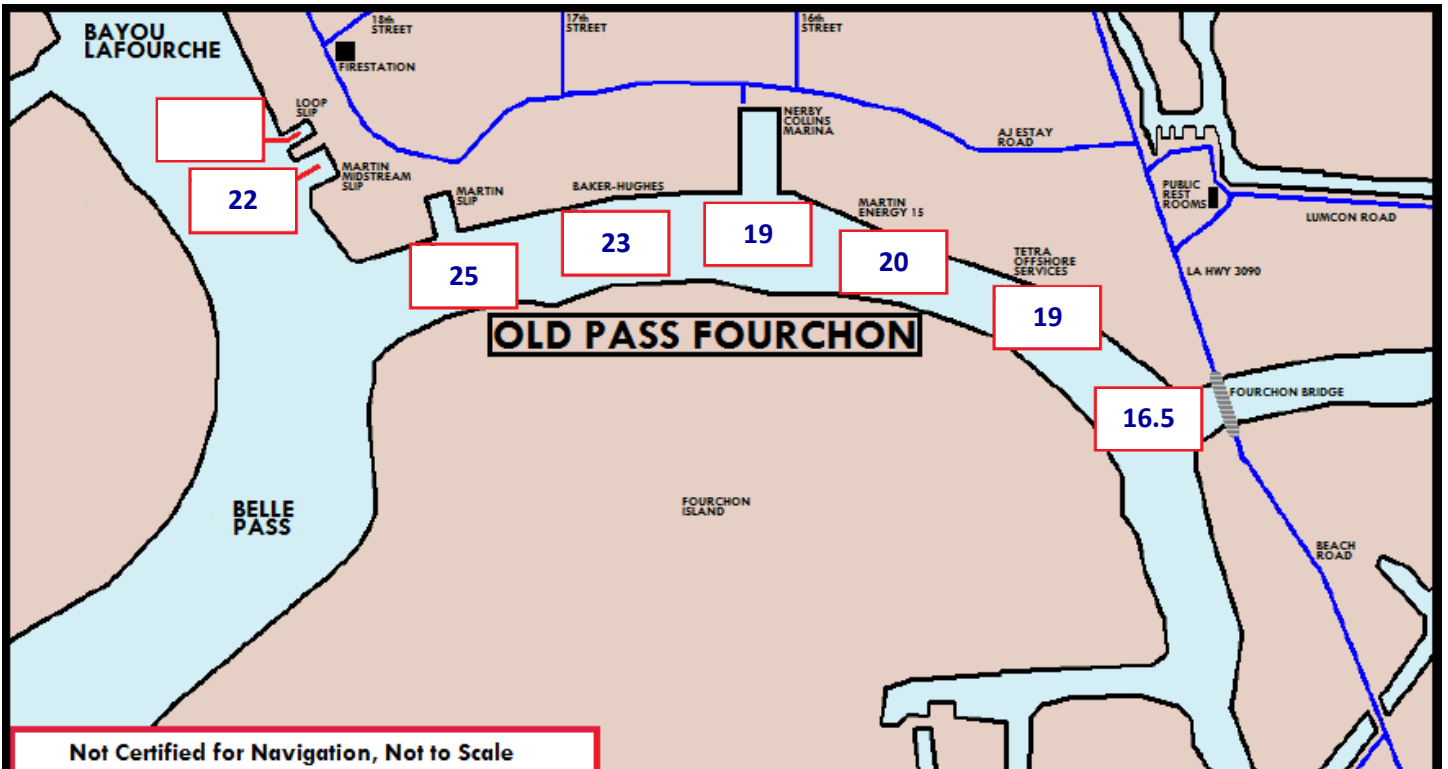 BAYOU
LAFOURCHE
18th
STREET
17th
STREET
16th
STREET
FIRESTATION
LOOP
SLIP
NERBY
COLLINS
MARINA
AJ ESTAY
ROAD
MARTIN
MIDSTREAM
SLIP
22
MARTIN
SLIP
BAKER-HUGHES
MARTIN
ENERGY 15
PUBLIC
REST
ROOMS
LUMCON ROAD
25
23
19
20
TETRA
OFFSHORE
SERVICES
19
LA HWY 3090
OLD PASS FOURCHON
16.5
FOURCHON BRIDGE
BELLE
PASS
FOURCHON
ISLAND
BEACH
ROAD
Not Certified for Navigation, Not to Scale